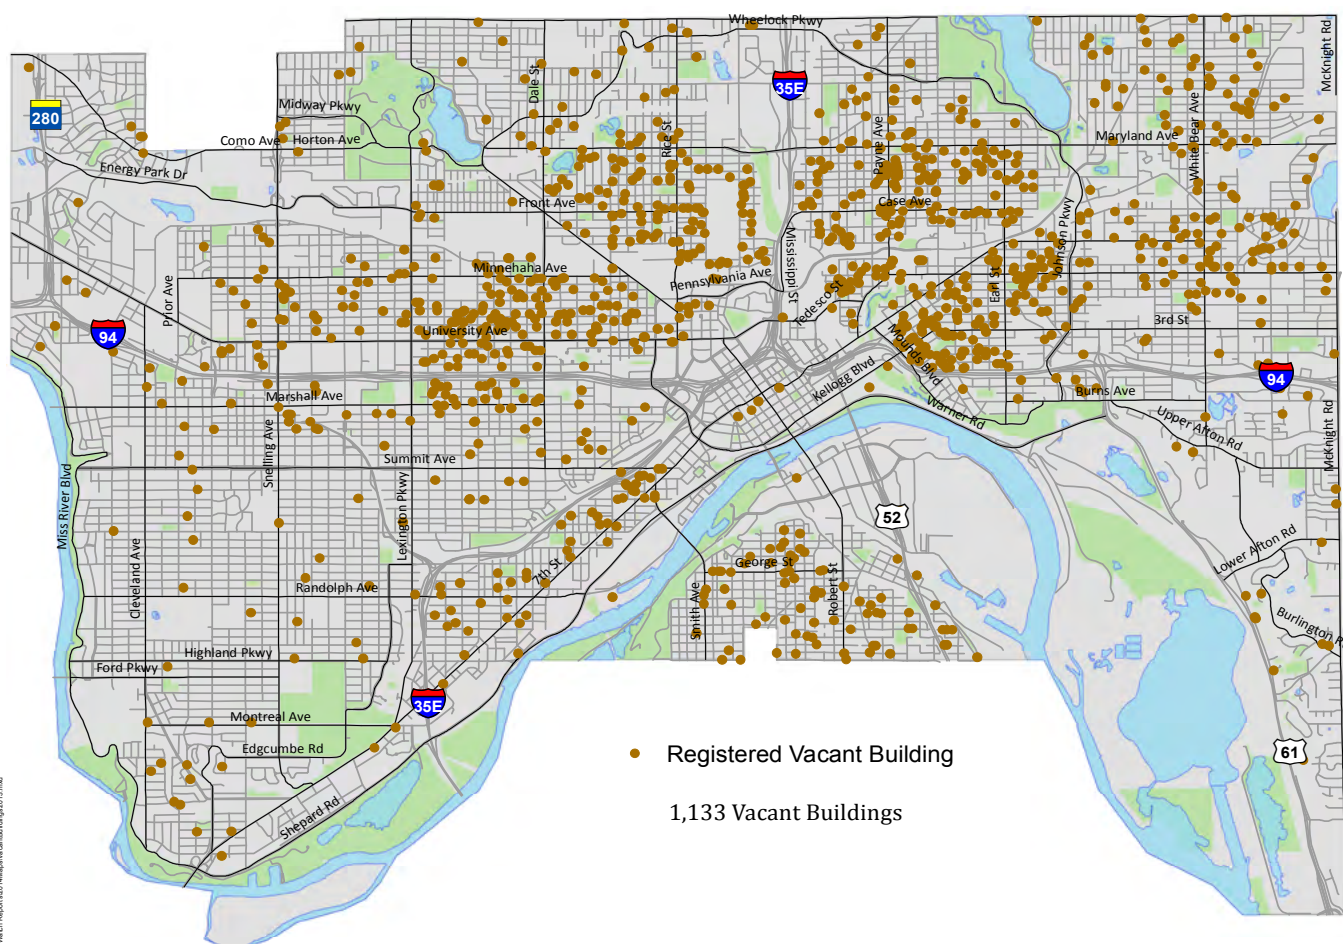 Wheelock Pkwy
McKnight Rd
35E
Dale St
280
Midway Pkwy
Como Ave
Horton Ave
Rice St
Payne Ave
White Bear Ave
Maryland Ave
Energy Park Dr
Front Ave
Case Ave
Johnson Pkwy
Mississippi St
Minnehaha Ave
Pennsylvania Ave
Prior Ave
Earl St
Tedesco St
University Ave
94
3rd St
Mounds Blvd
Kellogg Blvd
94
Marshall Ave
Burns Ave
Warner Rd
Upper Afton Rd
McKnight Rd
Snelling Ave
Summit Ave
Miss River Blvd
Lexington Pkwy
52
Lower Afton Rd
Cleveland Ave
7th St
George St
Randolph Ave
Smith Ave
Robert St
Highland Pkwy
Ford Pkwy
35E
Montreal Ave
Edgcumbe Rd
61
Shepard Rd
Registered Vacant Building
1,133 Vacant Buildings